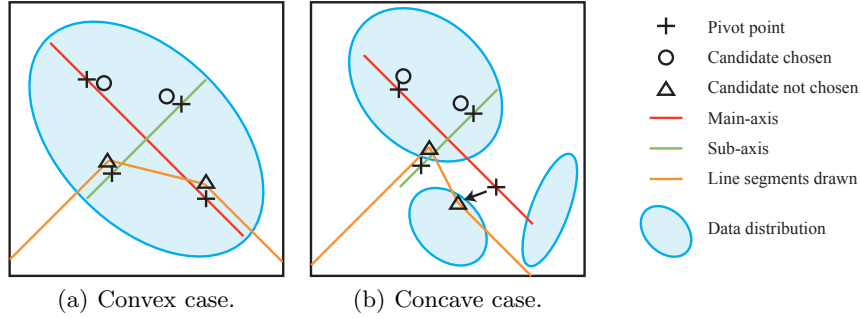 Pivot point
Candidate chosen
Candidate not chosen
Main-axis
Sub-axis
Line segments drawn
Data distribution
(a) Convex case.
(b) Concave case.